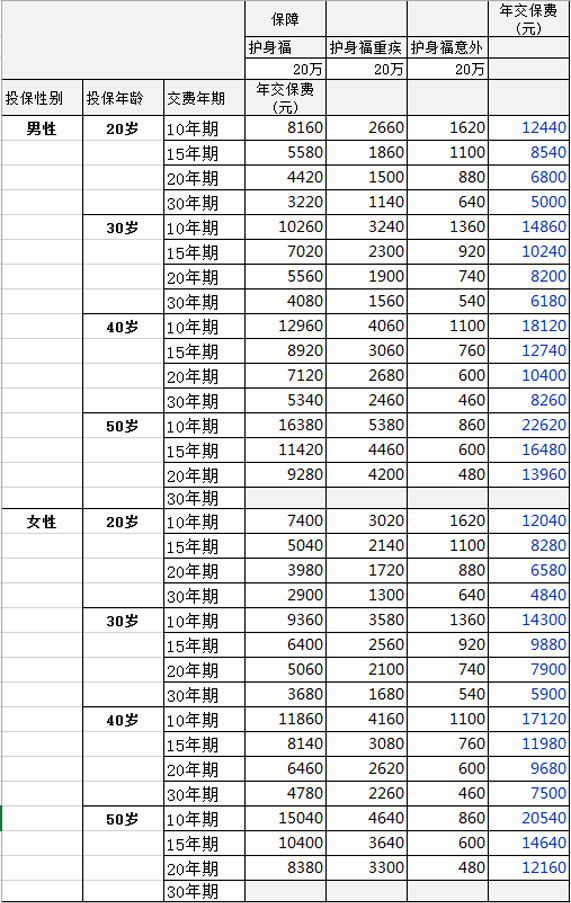 保障 年交保费
(元)
护身福 护身福重疾 护身福意外
20万 20万 20万
投保性别 投保年龄 交费年期 年交保费
(元)
男性 20岁 10年期 8160 2660 1620 12440
15年期 5580 1860 1100 8540
20年期 4420 1500 880 6800
30年期 3220 1140 640 5000
30岁 10年期 10260 3240 1360 14860
15年期 7020 2300 920 10240
20年期 5560 1900 740 8200
30年期 4080 1560 540 6180
40岁 10年期 12960 4060 1100 18120
15年期 8920 3060 760 12740
20年期 7120 2680 600 10400
30年期 5340 2460 460 8260
50岁 10年期 16380 5380 860 22620
15年期 11420 4460 600 16480
20年期 9280 4200 480 13960
30年期
女性 20岁 10年期 7400 3020 1620 12040
15年期 5040 2140 1100 8280
20年期 3980 1720 880 6580
30年期 2900 1300 640 4840
30岁 10年期 9360 3580 1360 14300
15年期 6400 2560 920 9880
20年期 5060 2100 740 7900
30年期 3680 1680 540 5900
40岁 10年期 11860 4160 1100 17120
15年期 8140 3080 760 11980
20年期 6460 2620 600 9680
30年期 4780 2260 460 7500
50岁 10年期 15040 4640 860 20540
15年期 10400 3640 600 14640
20年期 8380 3300 480 12160
30年期